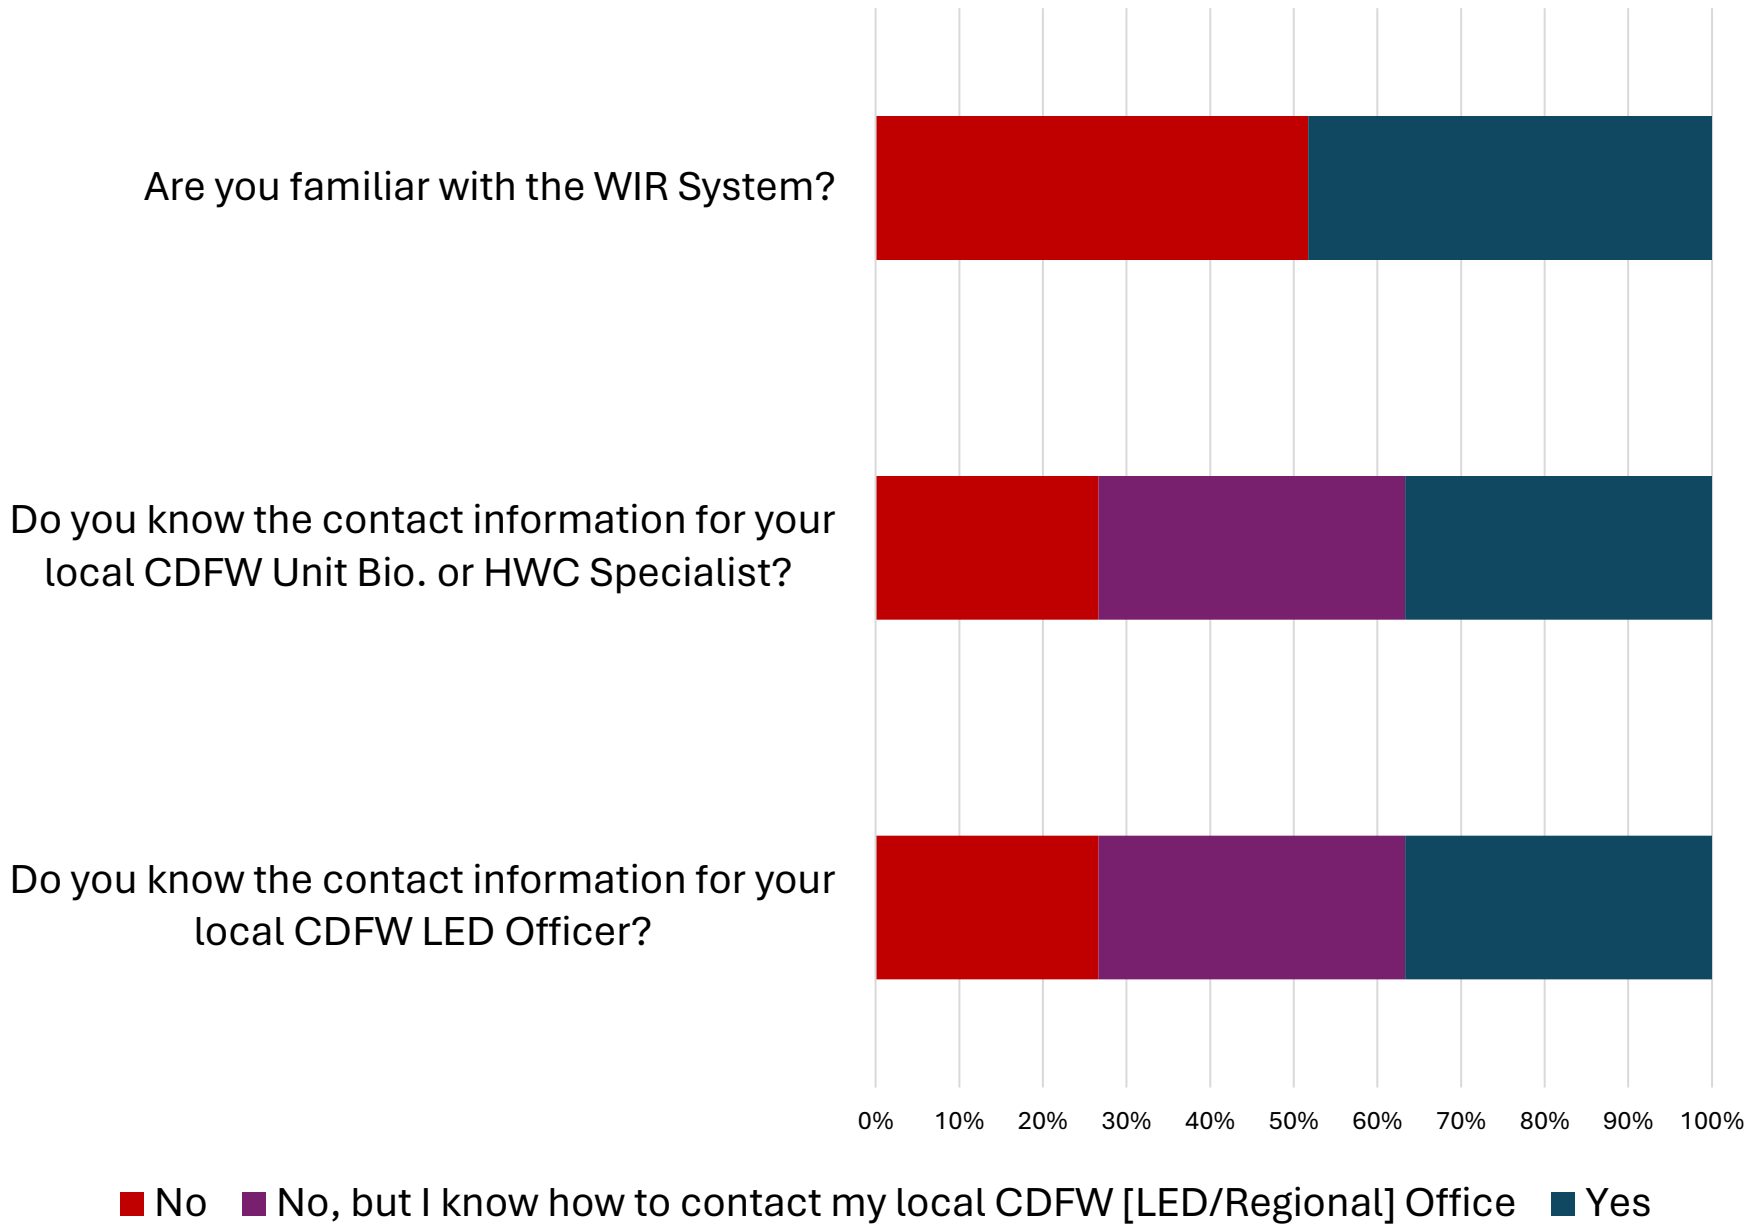 Are you familiar with the WIR System?
Do you know the contact information for your
local CDFW Unit Bio. or HWC Specialist?
Do you know the contact information for your
local CDFW LED Officer?
0% 10% 20% 30% 40% 50% 60% 70% 80% 90% 100%
No No, but I know how to contact my local CDFW [LED/Regional] Office Yes